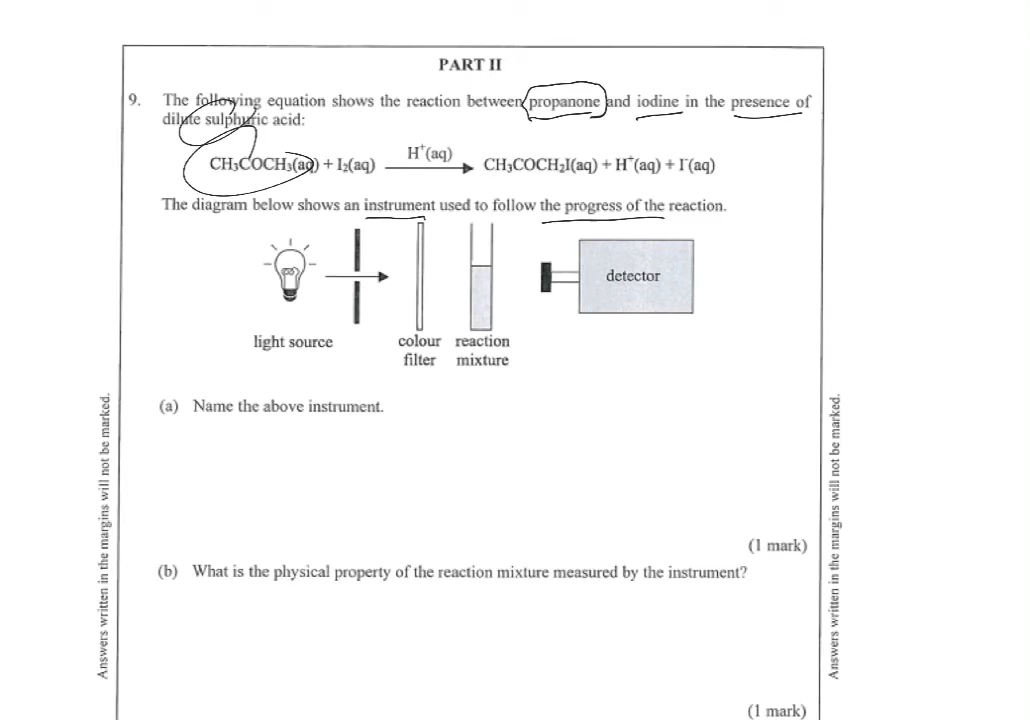 PART II
9. The following equation shows the reaction between propanone and iodine in the presence of
dilute sulphuric acid:
H⁺(aq)
CH₃COCH₃(aq) + I₂(aq) ⟶ CH₃COCH₂I(aq) + H⁺(aq) + I⁻(aq)
The diagram below shows an instrument used to follow the progress of the reaction.
detector
light source
colour filter
reaction mixture
(a) Name the above instrument.
(1 mark)
(b) What is the physical property of the reaction mixture measured by the instrument?
(1 mark)
Answers written in the margins will not be marked.
Answers written in the margins will not be marked.